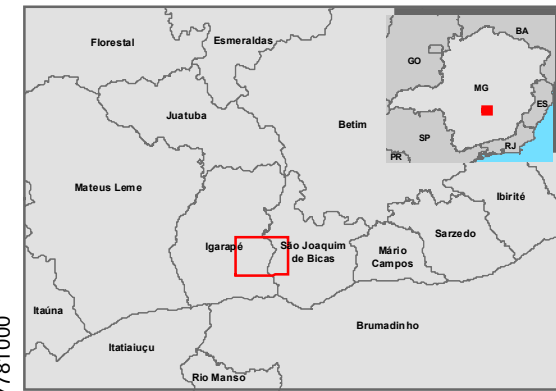 Florestal
Esmeraldas
BA
GO
MG
Juatuba
ES
Betim
SP
RJ
PR
Mateus Leme
Ibirité
Sarzedo
Igarapé
São Joaquim
de Bicas
Mário
Campos
Itaúna
Brumadinho
Itatiaiuçu
Rio Manso
7781000